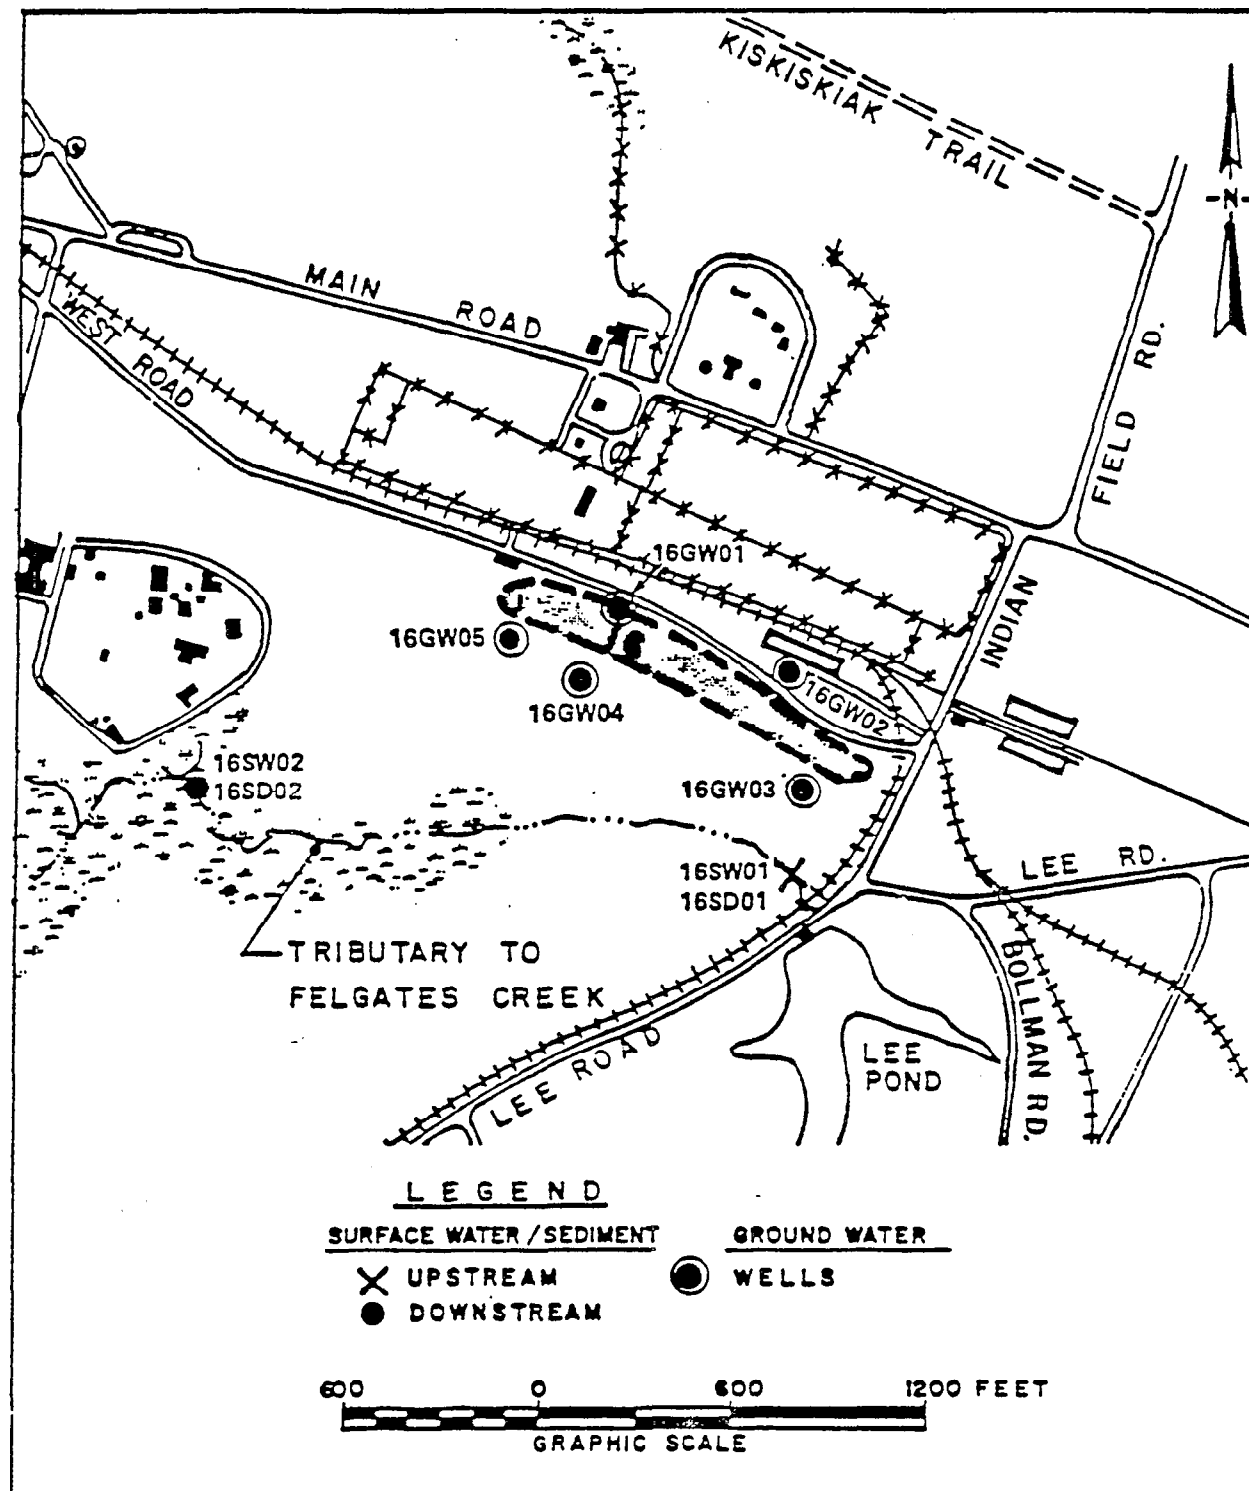 KISKISKIAK
TRAIL
N
MAIN ROAD
WEST ROAD
FIELD RD.
INDIAN
16GW01
16GW05
16GW04
16GW02
16GW03
16SW02
16SD02
16SW01
16SD01
LEE RD.
TRIBUTARY TO
FELGATES CREEK
LEE ROAD
LEE
POND
BOLLMAN RD.
LEGEND
SURFACE WATER/SEDIMENT
GROUND WATER
UPSTREAM
WELLS
DOWNSTREAM
600 0 600 1200 FEET
GRAPHIC SCALE